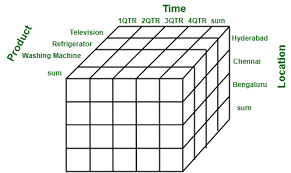 Time
1QTR 2QTR 3QTR 4QTR sum
Product
Television
Refrigerator
Washing Machine
sum
Hyderabad
Chennai
Bengaluru
sum
Location